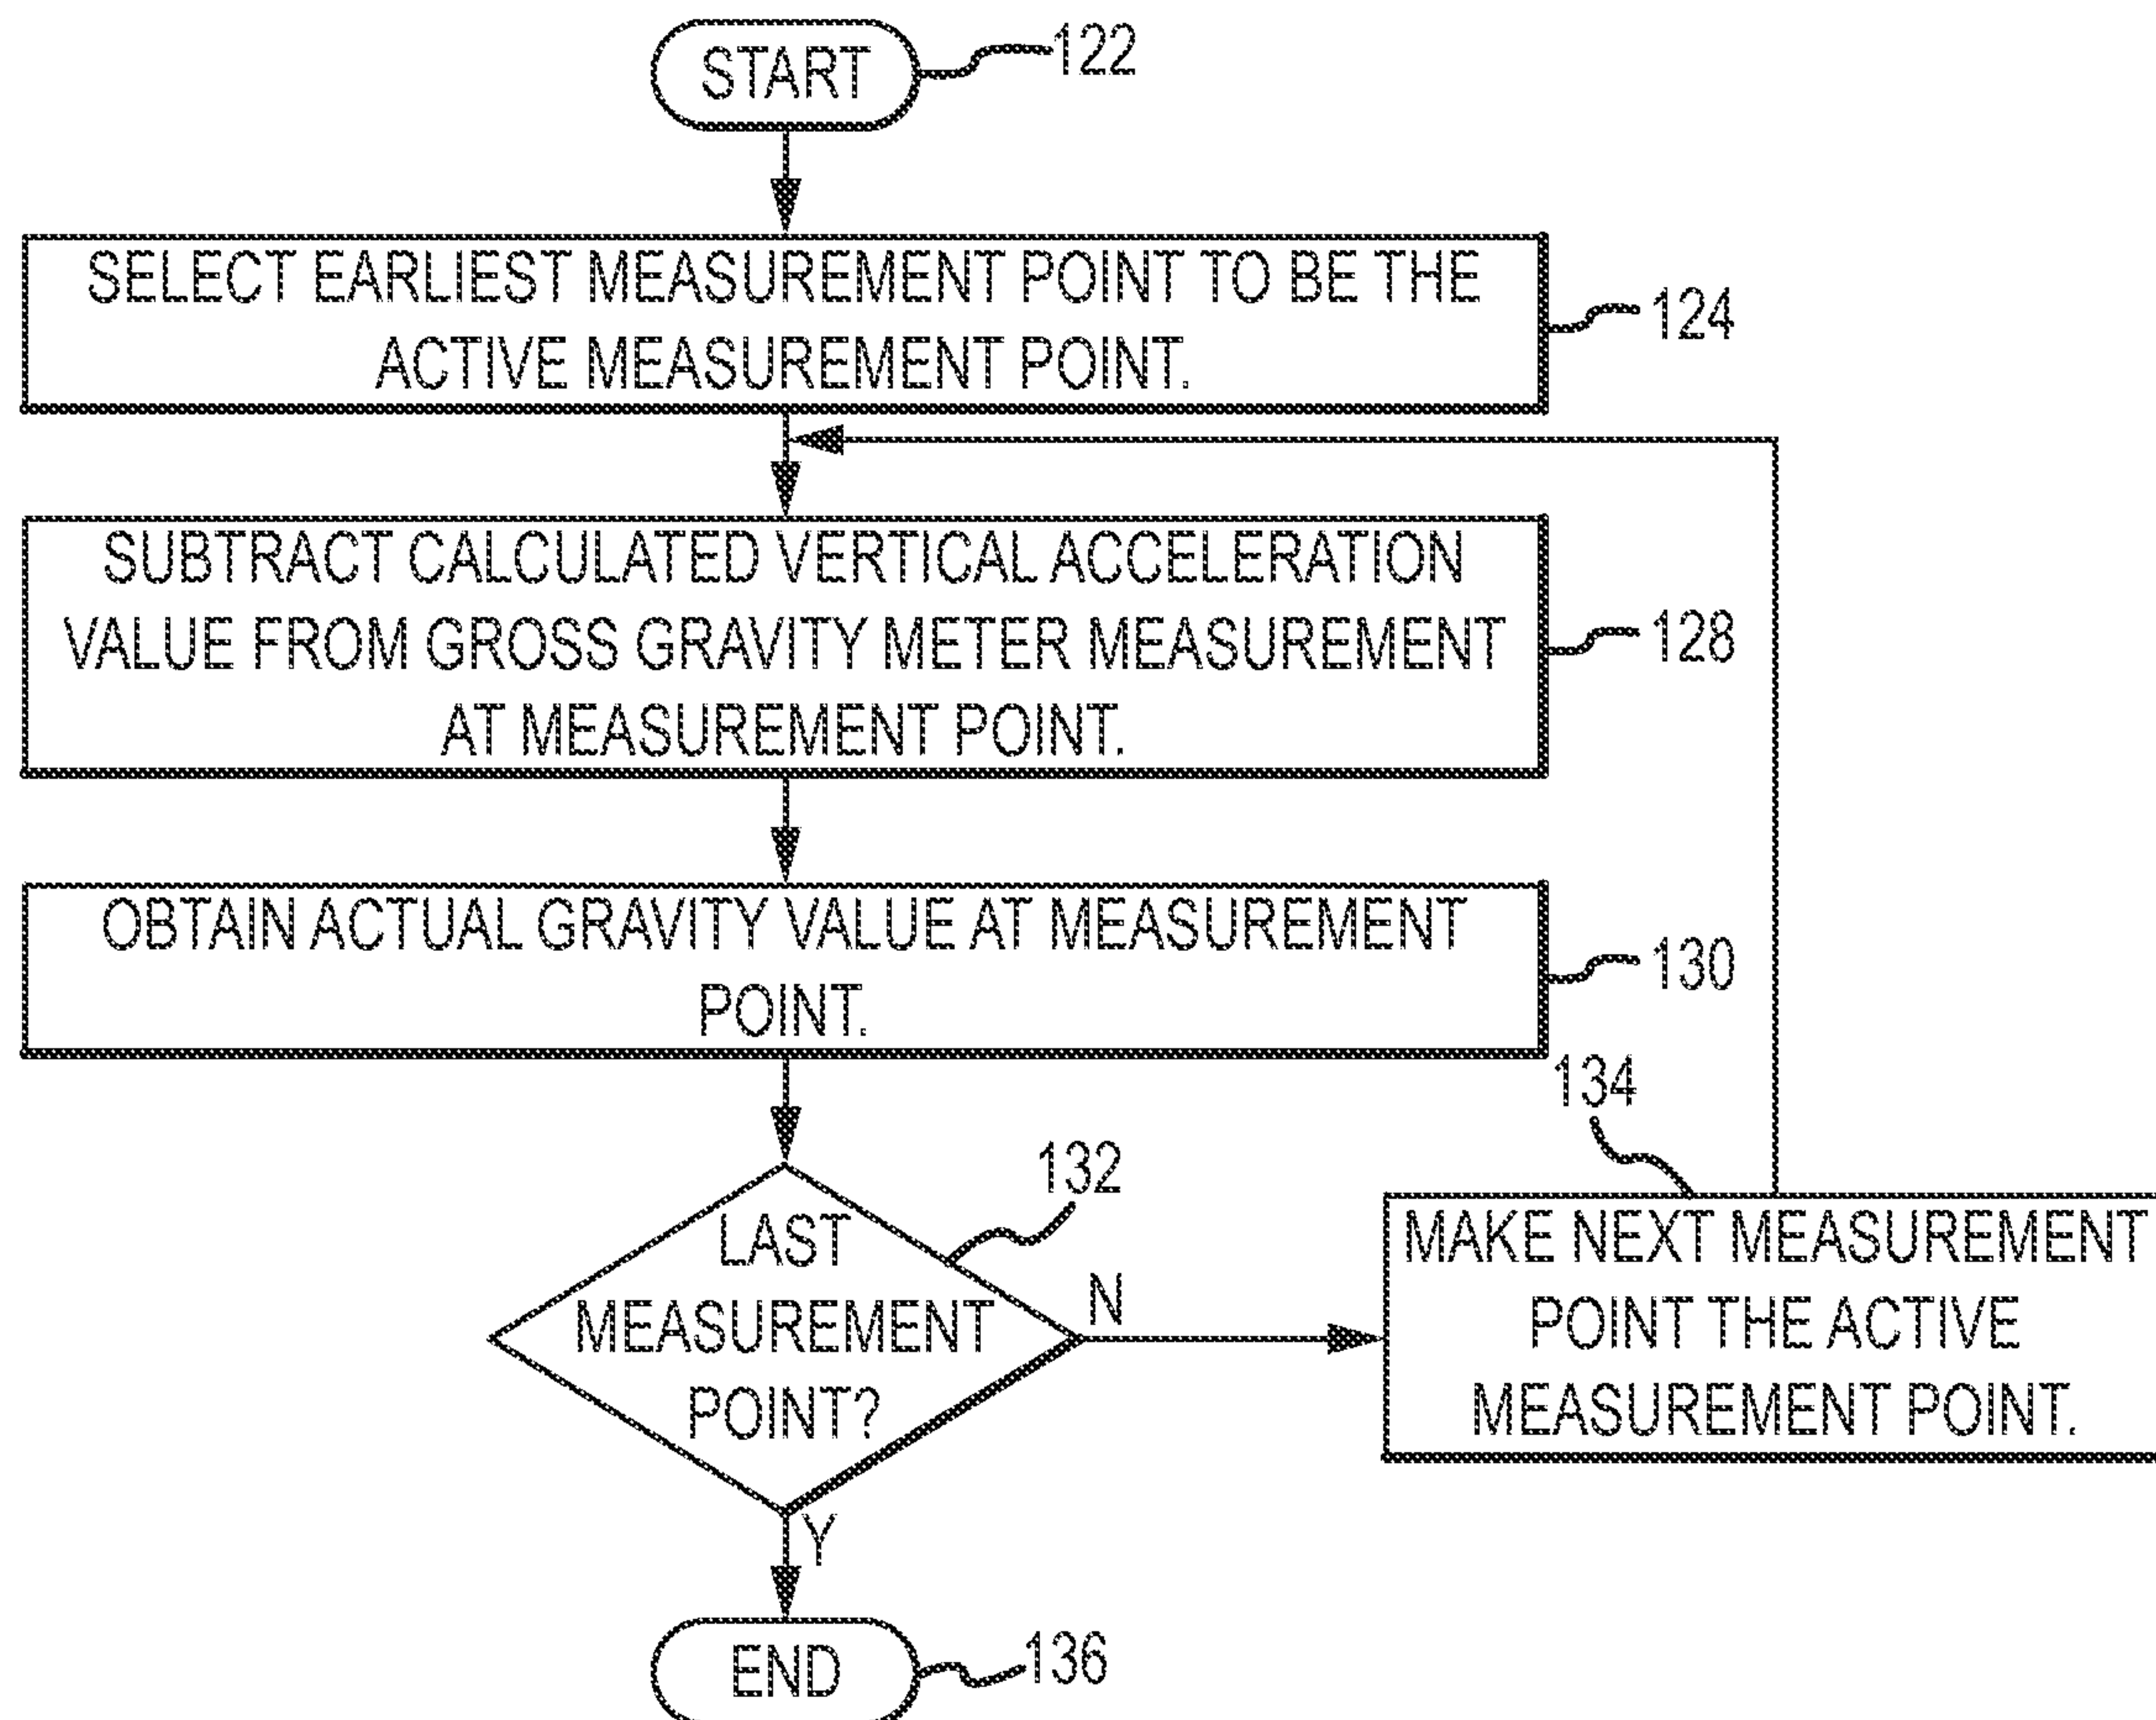 START
122
SELECT EARLIEST MEASUREMENT POINT TO BE THE
ACTIVE MEASUREMENT POINT.
124
SUBTRACT CALCULATED VERTICAL ACCELERATION
VALUE FROM GROSS GRAVITY METER MEASUREMENT
AT MEASUREMENT POINT.
128
OBTAIN ACTUAL GRAVITY VALUE AT MEASUREMENT
POINT.
130
132
LAST
MEASUREMENT
POINT?
N
134
MAKE NEXT MEASUREMENT
POINT THE ACTIVE
MEASUREMENT POINT.
Y
END
136